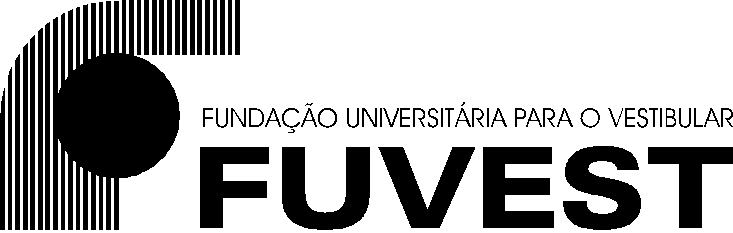 FUNDAÇÃO UNIVERSITÁRIA PARA O VESTIBULAR
FUVEST